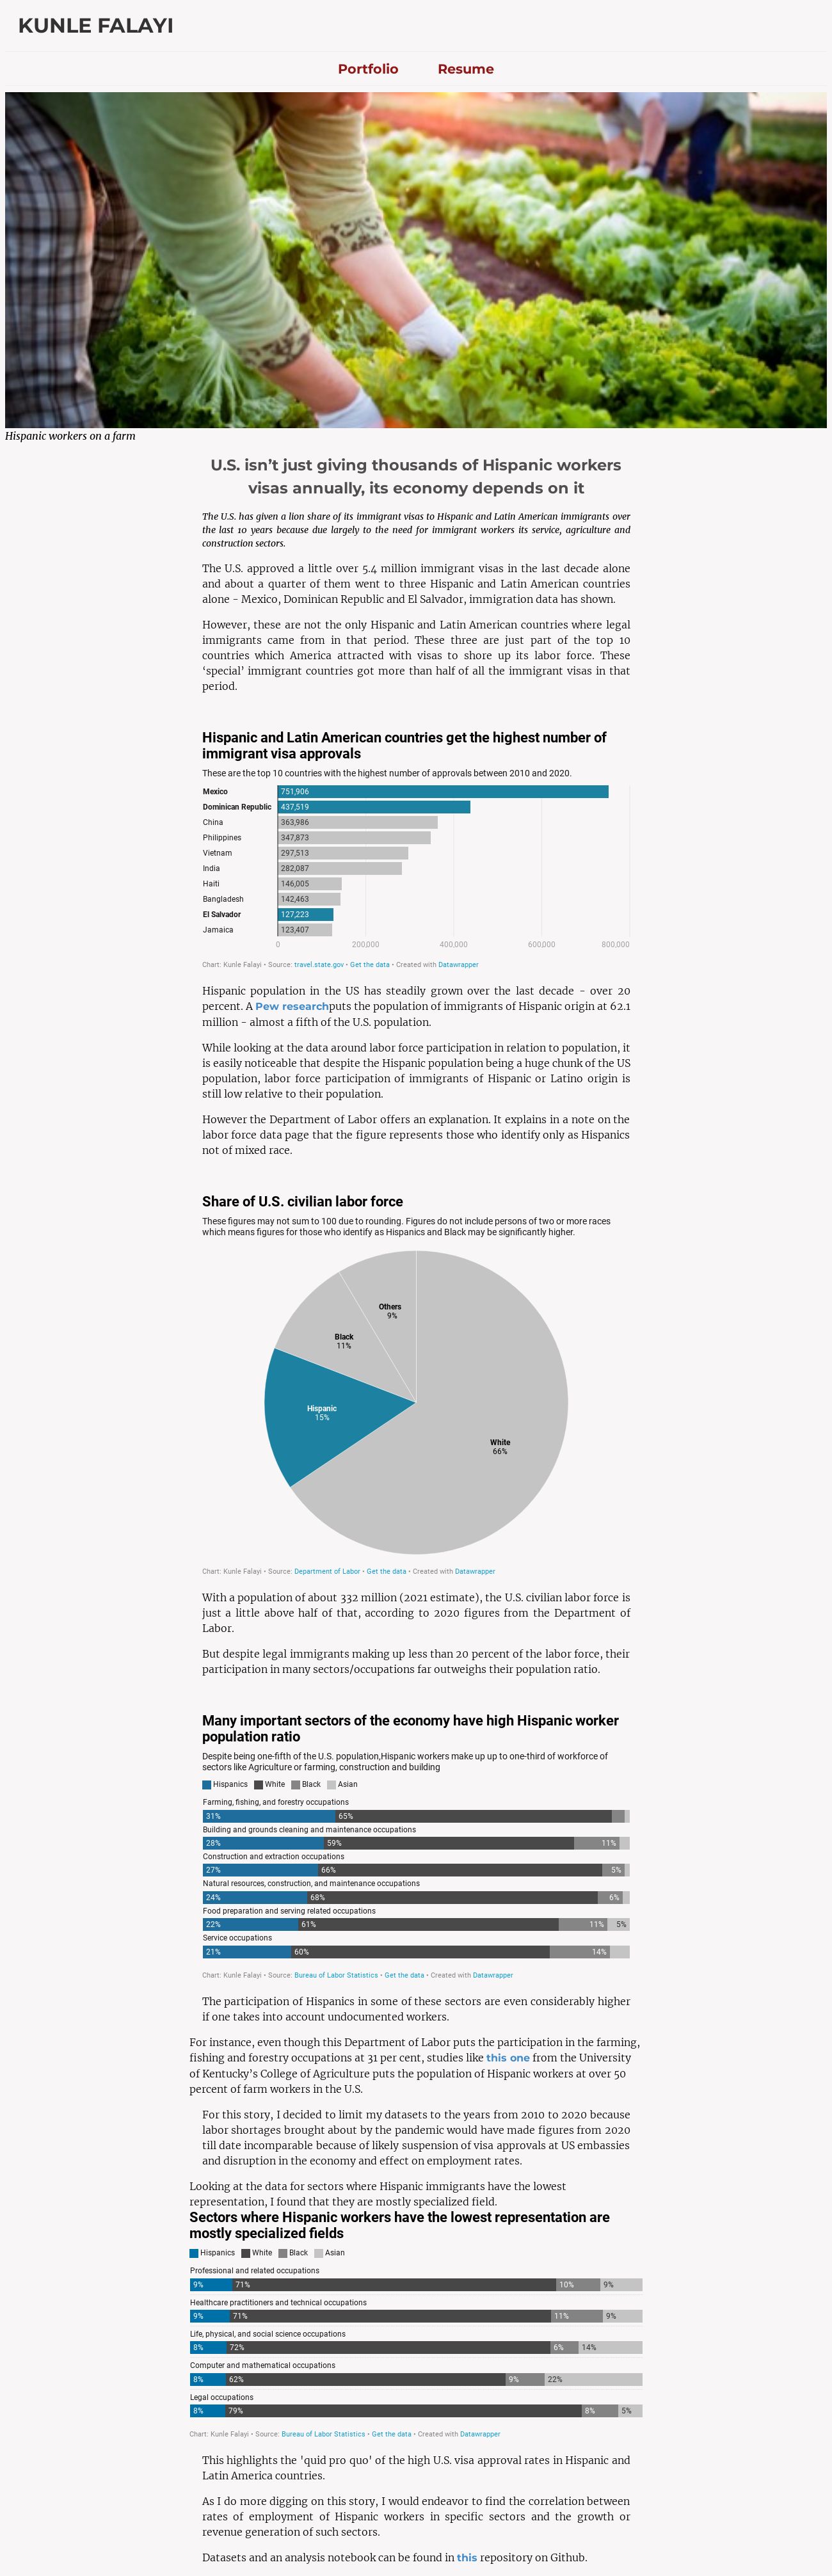 KUNLE FALAYI
Portfolio Resume
Hispanic workers on a farm
U.S. isn’t just giving thousands of Hispanic workers
visas annually, its economy depends on it
The U.S. has given a lion share of its immigrant visas to Hispanic and Latin American immigrants over
the last 10 years because due largely to the need for immigrant workers its service, agriculture and
construction sectors.
The U.S. approved a little over 5.4 million immigrant visas in the last decade alone
and about a quarter of them went to three Hispanic and Latin American countries
alone - Mexico, Dominican Republic and El Salvador, immigration data has shown.
However, these are not the only Hispanic and Latin American countries where legal
immigrants came from in that period. These three are just part of the top 10
countries which America attracted with visas to shore up its labor force. These
‘special’ immigrant countries got more than half of all the immigrant visas in that
period.
Hispanic and Latin American countries get the highest number of
immigrant visa approvals
These are the top 10 countries with the highest number of approvals between 2010 and 2020.
Mexico 751,906
Dominican Republic 437,519
China 363,986
Philippines 347,873
Vietnam 297,513
India 282,087
Haiti 146,005
Bangladesh 142,463
El Salvador 127,223
Jamaica 123,407
0 200,000 400,000 600,000 800,000
Chart: Kunle Falayi • Source: travel.state.gov • Get the data • Created with Datawrapper
Hispanic population in the US has steadily grown over the last decade - over 20
percent. A Pew researchputs the population of immigrants of Hispanic origin at 62.1
million - almost a fifth of the U.S. population.
While looking at the data around labor force participation in relation to population, it
is easily noticeable that despite the Hispanic population being a huge chunk of the US
population, labor force participation of immigrants of Hispanic or Latino origin is
still low relative to their population.
However the Department of Labor offers an explanation. It explains in a note on the
labor force data page that the figure represents those who identify only as Hispanics
not of mixed race.
Share of U.S. civilian labor force
These figures may not sum to 100 due to rounding. Figures do not include persons of two or more races
which means figures for those who identify as Hispanics and Black may be significantly higher.
Others
9%
Black
11%
Hispanic
15%
White
66%
Chart: Kunle Falayi • Source: Department of Labor • Get the data • Created with Datawrapper
With a population of about 332 million (2021 estimate), the U.S. civilian labor force is
just a little above half of that, according to 2020 figures from the Department of
Labor.
But despite legal immigrants making up less than 20 percent of the labor force, their
participation in many sectors/occupations far outweighs their population ratio.
Many important sectors of the economy have high Hispanic worker
population ratio
Despite being one-fifth of the U.S. population,Hispanic workers make up up to one-third of workforce of
sectors like Agriculture or farming, construction and building
Hispanics White Black Asian
Farming, fishing, and forestry occupations
31% 65%
Building and grounds cleaning and maintenance occupations
28% 59% 11%
Construction and extraction occupations
27% 66% 5%
Natural resources, construction, and maintenance occupations
24% 68% 6%
Food preparation and serving related occupations
22% 61% 11% 5%
Service occupations
21% 60% 14%
Chart: Kunle Falayi • Source: Bureau of Labor Statistics • Get the data • Created with Datawrapper
The participation of Hispanics in some of these sectors are even considerably higher
if one takes into account undocumented workers.
For instance, even though this Department of Labor puts the participation in the farming,
fishing and forestry occupations at 31 per cent, studies like this one from the University
of Kentucky’s College of Agriculture puts the population of Hispanic workers at over 50
percent of farm workers in the U.S.
For this story, I decided to limit my datasets to the years from 2010 to 2020 because
labor shortages brought about by the pandemic would have made figures from 2020
till date incomparable because of likely suspension of visa approvals at US embassies
and disruption in the economy and effect on employment rates.
Looking at the data for sectors where Hispanic immigrants have the lowest
representation, I found that they are mostly specialized field.
Sectors where Hispanic workers have the lowest representation are
mostly specialized fields
Hispanics White Black Asian
Professional and related occupations
9% 71% 10% 9%
Healthcare practitioners and technical occupations
9% 71% 11% 9%
Life, physical, and social science occupations
8% 72% 6% 14%
Computer and mathematical occupations
8% 62% 9% 22%
Legal occupations
8% 79% 8% 5%
Chart: Kunle Falayi • Source: Bureau of Labor Statistics • Get the data • Created with Datawrapper
This highlights the 'quid pro quo' of the high U.S. visa approval rates in Hispanic and
Latin America countries.
As I do more digging on this story, I would endeavor to find the correlation between
rates of employment of Hispanic workers in specific sectors and the growth or
revenue generation of such sectors.
Datasets and an analysis notebook can be found in this repository on Github.